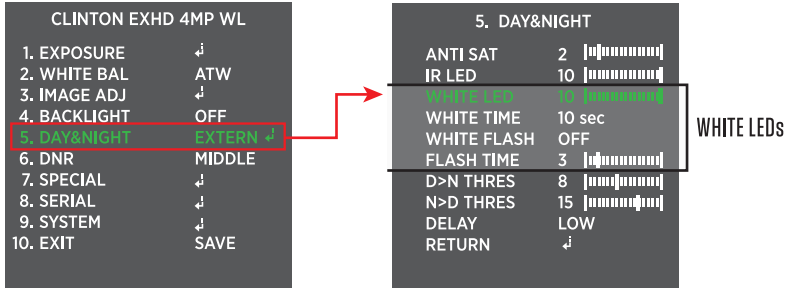 CLINTON EXHD 4MP WL
1. EXPOSURE ↲
2. WHITE BAL ATW
3. IMAGE ADJ ↲
4. BACKLIGHT OFF
5. DAY&NIGHT EXTERN ↲
6. DNR MIDDLE
7. SPECIAL ↲
8. SERIAL ↲
9. SYSTEM ↲
10. EXIT SAVE
5. DAY&NIGHT
ANTI SAT 2
IR LED 10
WHITE LED 10
WHITE TIME 10 sec
WHITE FLASH OFF
FLASH TIME 3
D>N THRES 8
N>D THRES 15
DELAY LOW
RETURN ↲
WHITE LEDs